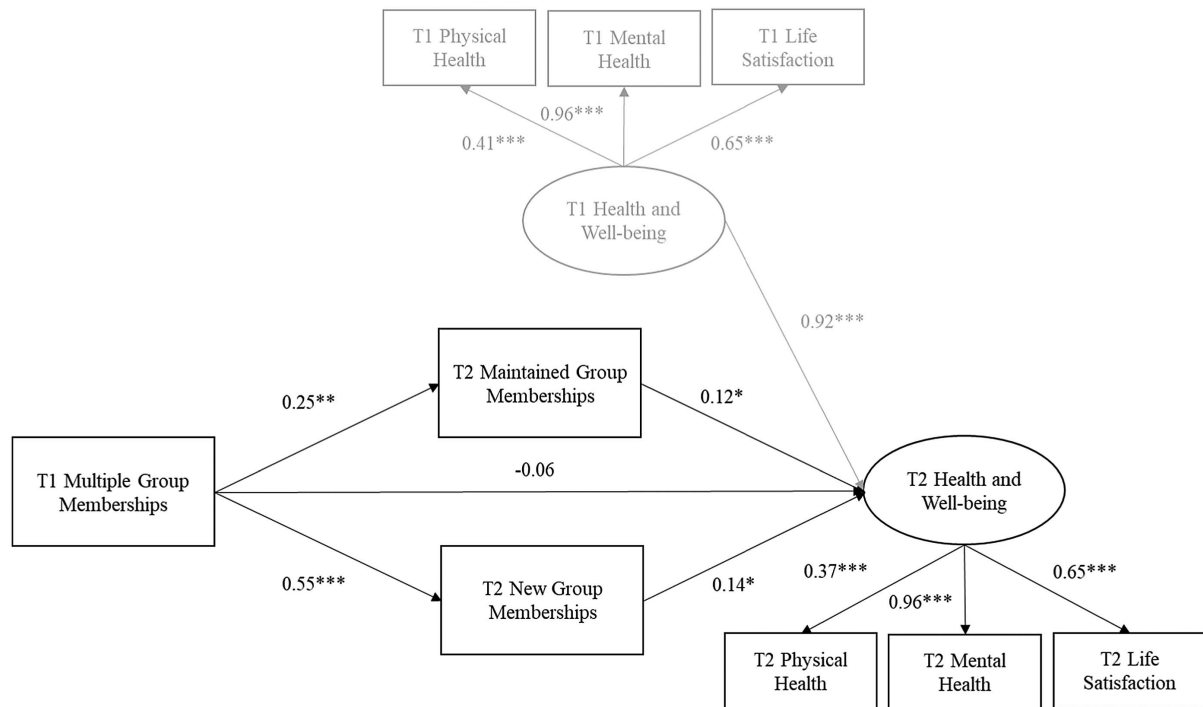 T1 Physical
Health
T1 Mental
Health
T1 Life
Satisfaction
0.96***
0.41***
0.65***
T1 Health and
Well-being
0.92***
T2 Maintained Group
Memberships
0.25**
0.12*
T1 Multiple Group
Memberships
-0.06
T2 Health and
Well-being
0.55***
T2 New Group
Memberships
0.14*
0.37***
0.96***
0.65***
T2 Physical
Health
T2 Mental
Health
T2 Life
Satisfaction